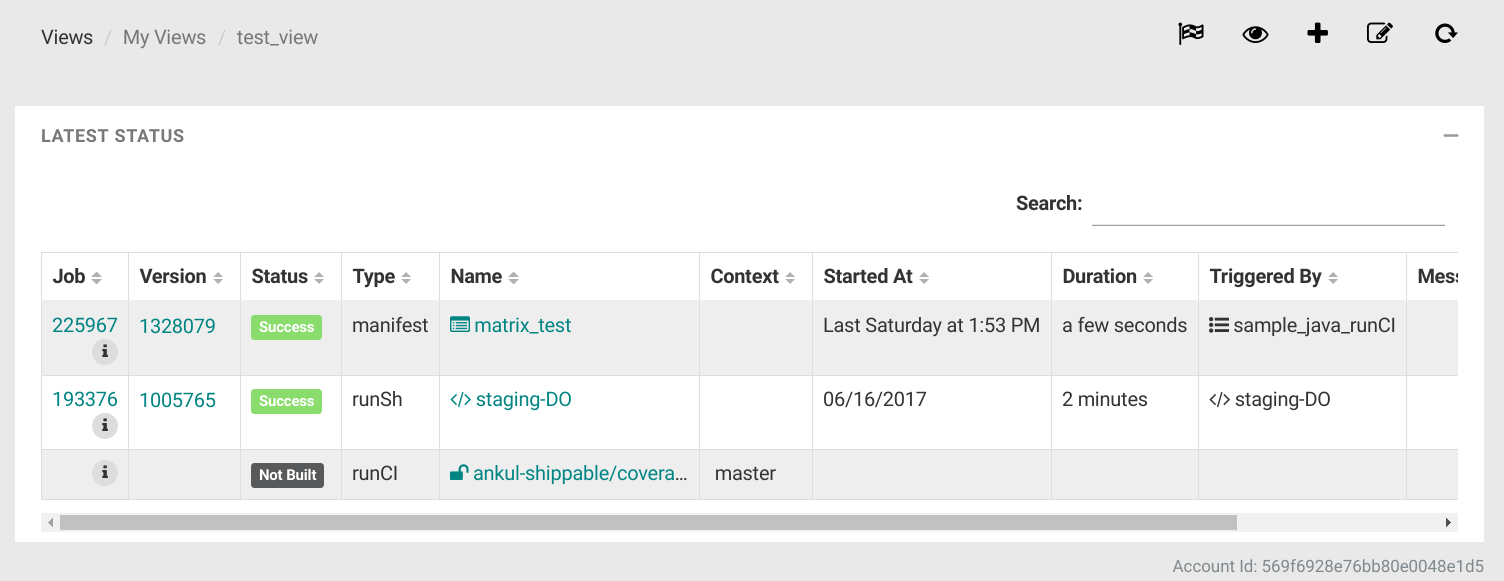 Views / My Views / test_view
LATEST STATUS
Search:
Job Version Status Type Name Context Started At Duration Triggered By Mess
225967 1328079 Success manifest matrix_test Last Saturday at 1:53 PM a few seconds sample_java_runCI
193376 1005765 Success runSh </> staging-DO 06/16/2017 2 minutes </> staging-DO
Not Built runCI ankul-shippable/covera... master
Account Id: 569f6928e76bb80e0048e1d5